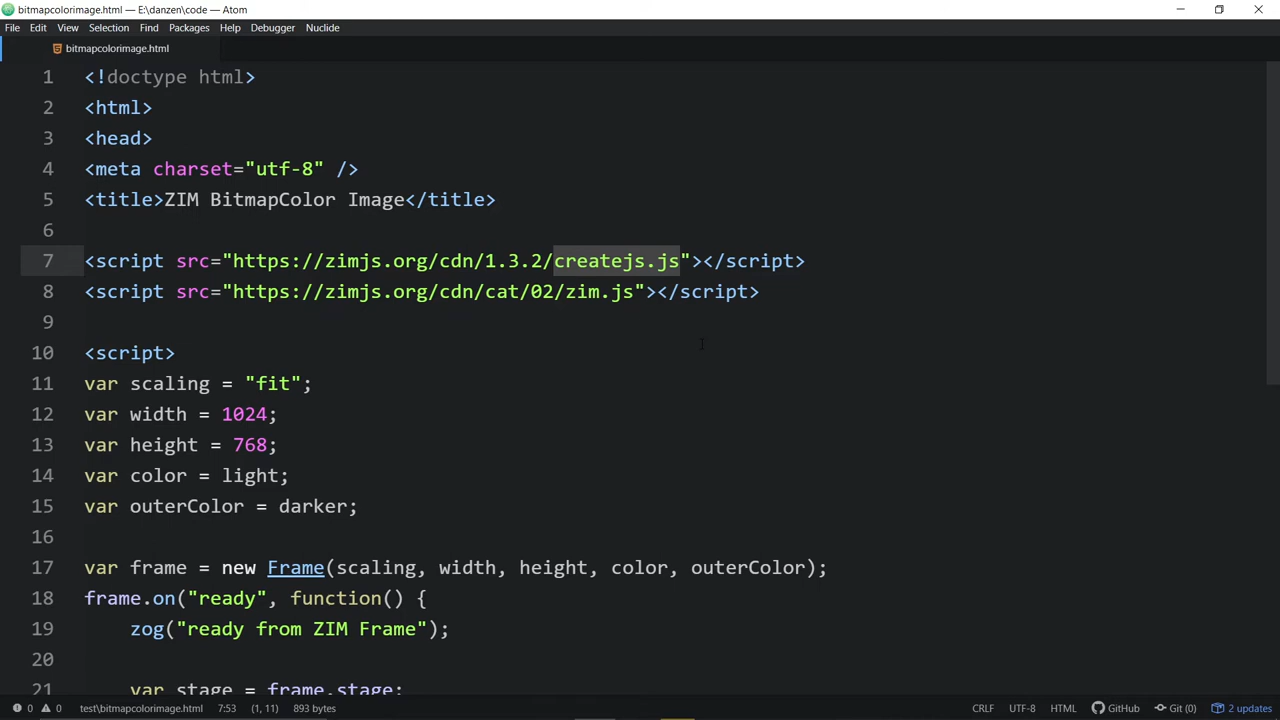 bitmapcolorimage.html — E:\danzen\code — Atom
File Edit View Selection Find Packages Help Debugger Nuclide
bitmapcolorimage.html
1 <!doctype html>
2 <html>
3 <head>
4 <meta charset="utf-8" />
5 <title>ZIM BitmapColor Image</title>
6
7 <script src="https://zimjs.org/cdn/1.3.2/createjs.js"></script>
8 <script src="https://zimjs.org/cdn/cat/02/zim.js"></script>
9
10 <script>
11 var scaling = "fit";
12 var width = 1024;
13 var height = 768;
14 var color = light;
15 var outerColor = darker;
16
17 var frame = new Frame(scaling, width, height, color, outerColor);
18 frame.on("ready", function() {
19 zog("ready from ZIM Frame");
20
21 var stage = frame.stage;
0 0 test\bitmapcolorimage.html 7:53 (1, 11) 893 bytes CRLF UTF-8 HTML GitHub Git (0) 2 updates